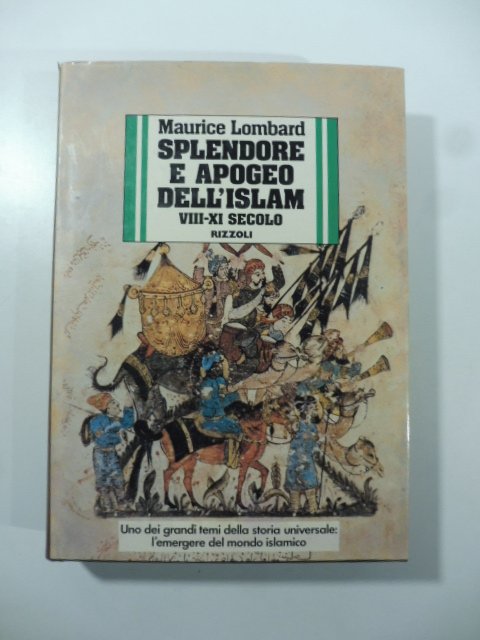 Maurice Lombard
SPLENDORE
E APOGEO
DELL'ISLAM
VIII-XI SECOLO
RIZZOLI
Uno dei grandi temi della storia universale:
l'emergere del mondo islamico